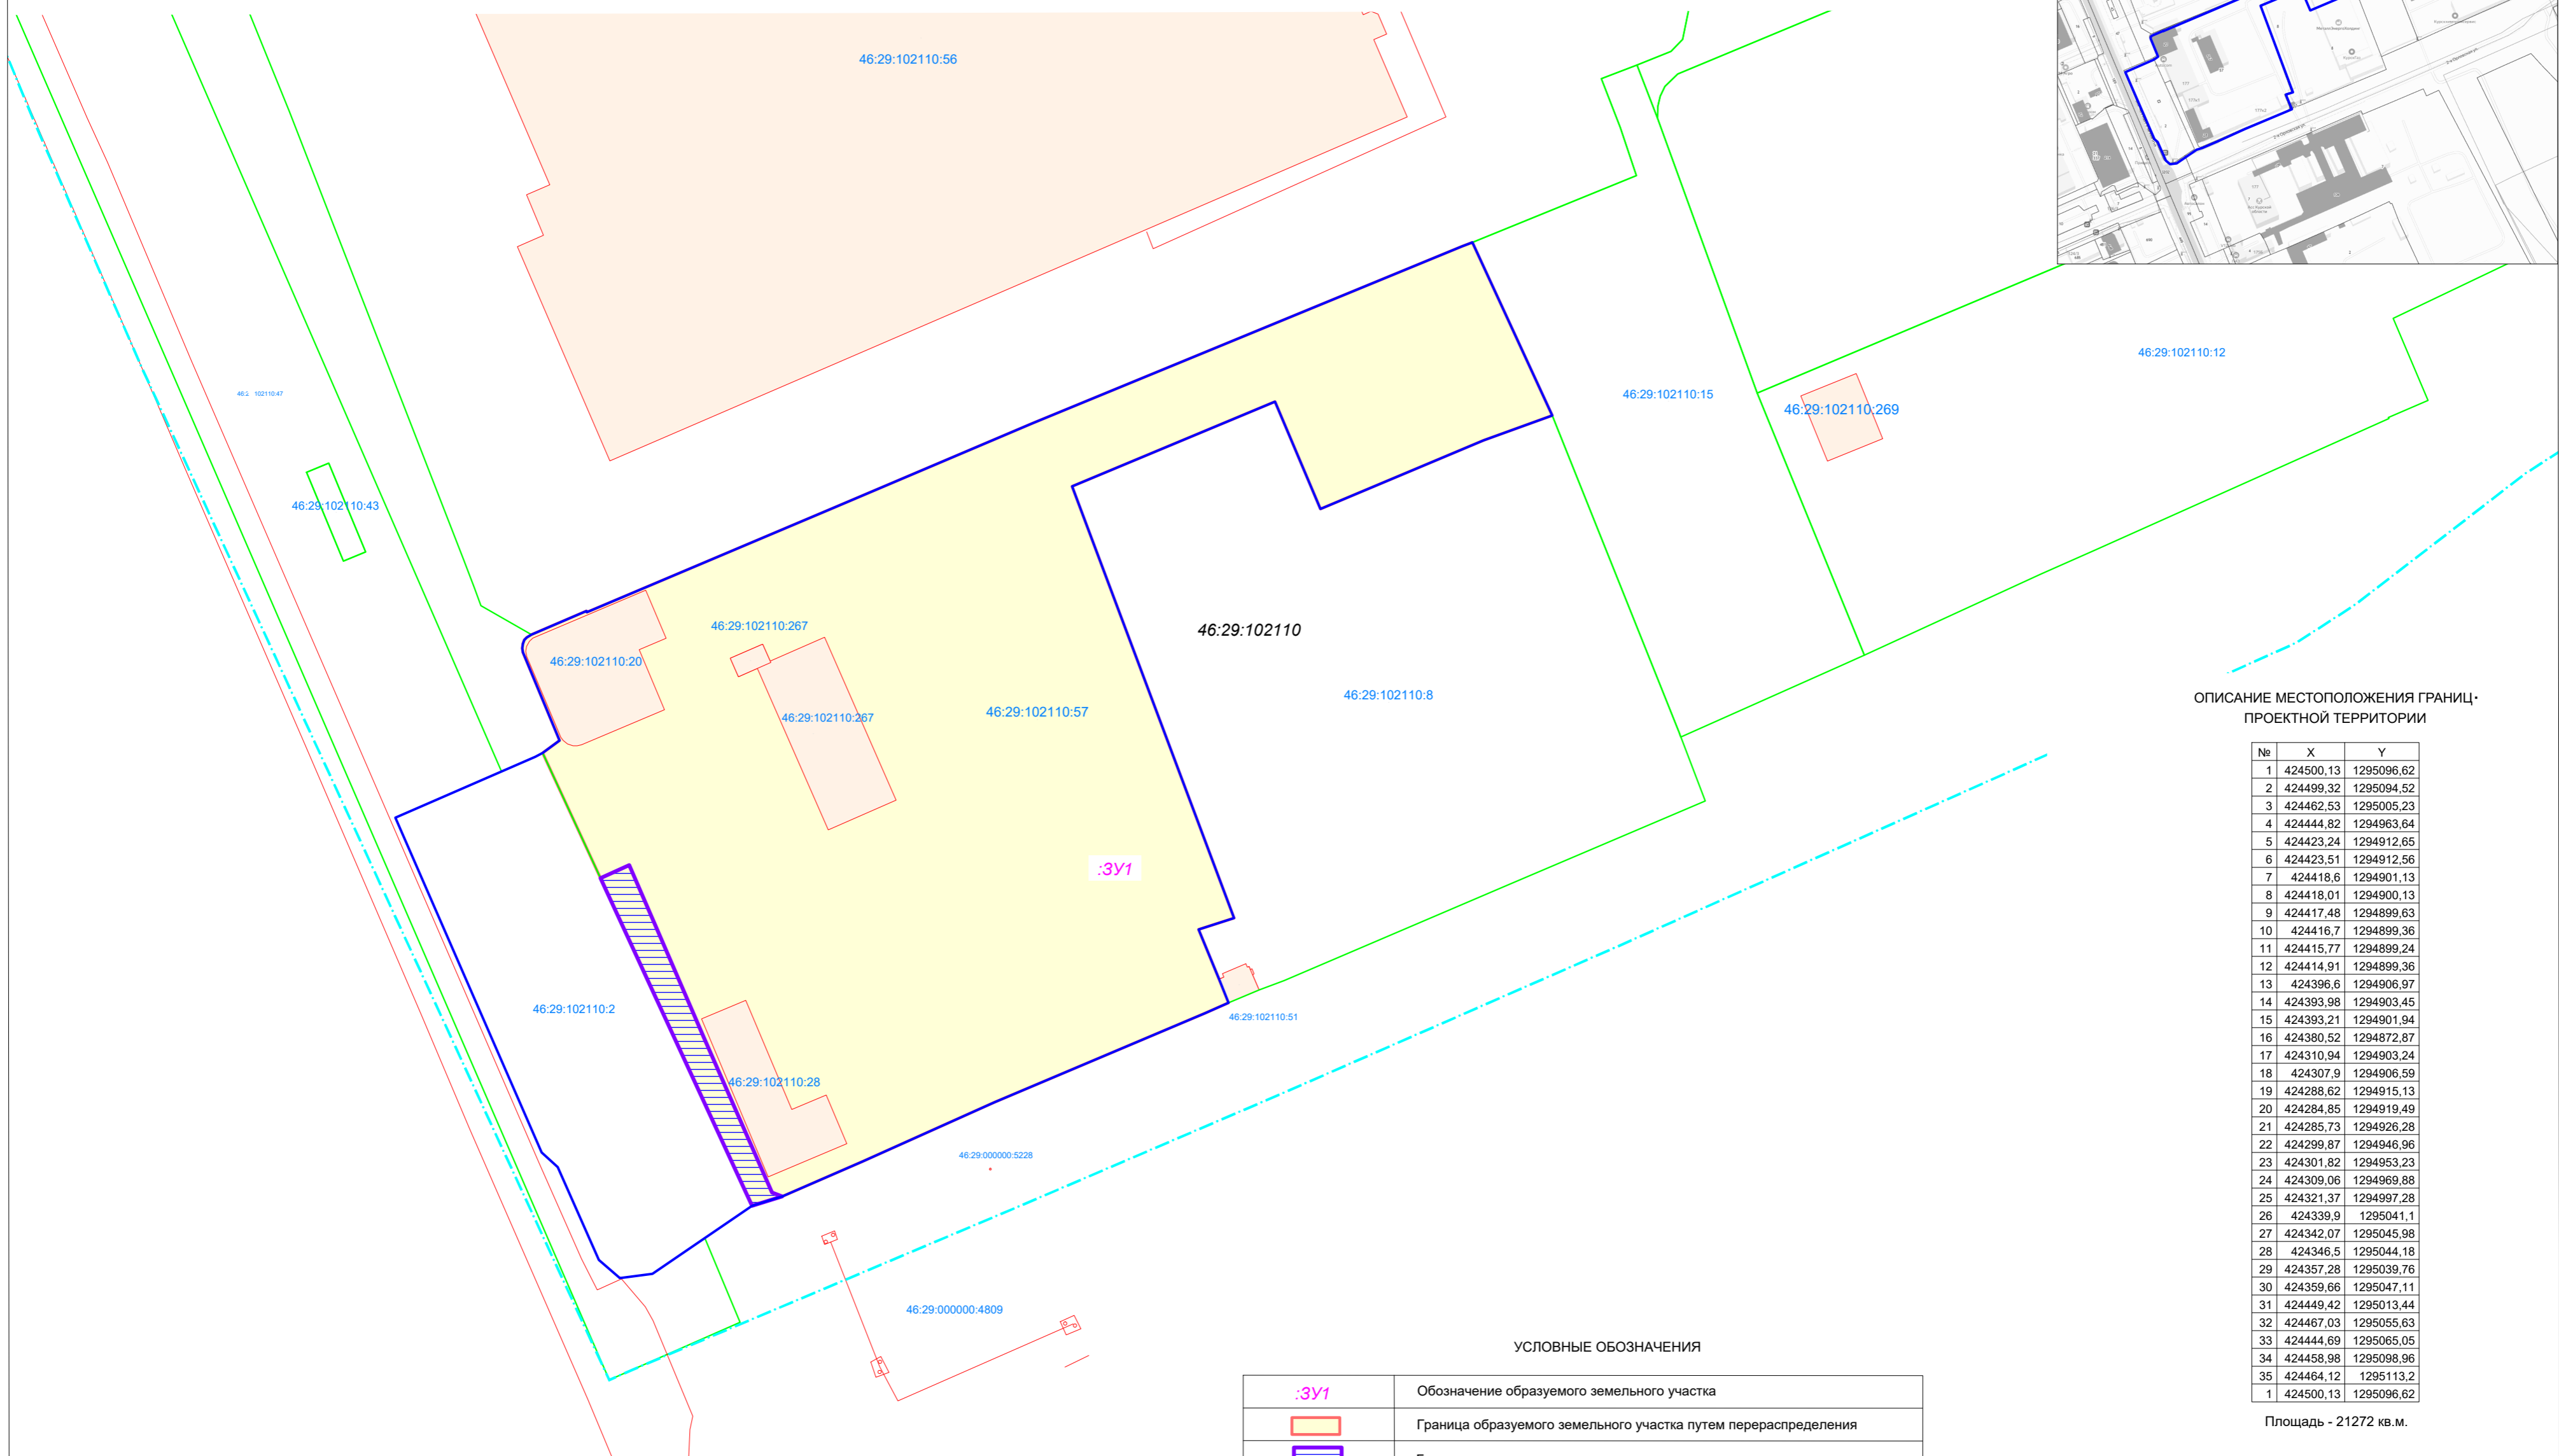 46:29:102110:56
46:29:102110:12
46:29:102110:15
46:29:102110:269
102110:47
46:29:102110:43
46:29:102110:267
46:29:102110
46:29:102110:20
46:29:102110:8
46:29:102110:57
46:29:102110:267
:ЗУ1
46:29:102110:2
46:29:102110:51
46:29:102110:28
46:29:000000:5228
46:29:000000:4809
ОПИСАНИЕ МЕСТОПОЛОЖЕНИЯ ГРАНИЦ
ПРОЕКТНОЙ ТЕРРИТОРИИ
№ X Y
1 424500,13 1295096,62
2 424499,32 1295094,52
3 424462,53 1295005,23
4 424444,82 1294963,64
5 424423,24 1294912,65
6 424423,51 1294912,56
7 424418,6 1294901,13
8 424418,01 1294900,13
9 424417,48 1294899,63
10 424416,7 1294899,36
11 424415,77 1294899,24
12 424414,91 1294899,36
13 424396,6 1294906,97
14 424393,98 1294903,45
15 424393,21 1294901,94
16 424380,52 1294872,87
17 424310,94 1294903,24
18 424307,9 1294906,59
19 424288,62 1294915,13
20 424284,85 1294919,49
21 424285,73 1294926,28
22 424299,87 1294946,96
23 424301,82 1294953,23
24 424309,06 1294969,88
25 424321,37 1294997,28
26 424339,9 1295041,1
27 424342,07 1295045,98
28 424346,5 1295044,18
29 424357,28 1295039,76
30 424359,66 1295047,11
31 424449,42 1295013,44
32 424467,03 1295055,63
33 424444,69 1295065,05
34 424458,98 1295098,96
35 424464,12 1295113,2
1 424500,13 1295096,62
Площадь - 21272 кв.м.
УСЛОВНЫЕ ОБОЗНАЧЕНИЯ
:ЗУ1 Обозначение образуемого земельного участка
Граница образуемого земельного участка путем перераспределения